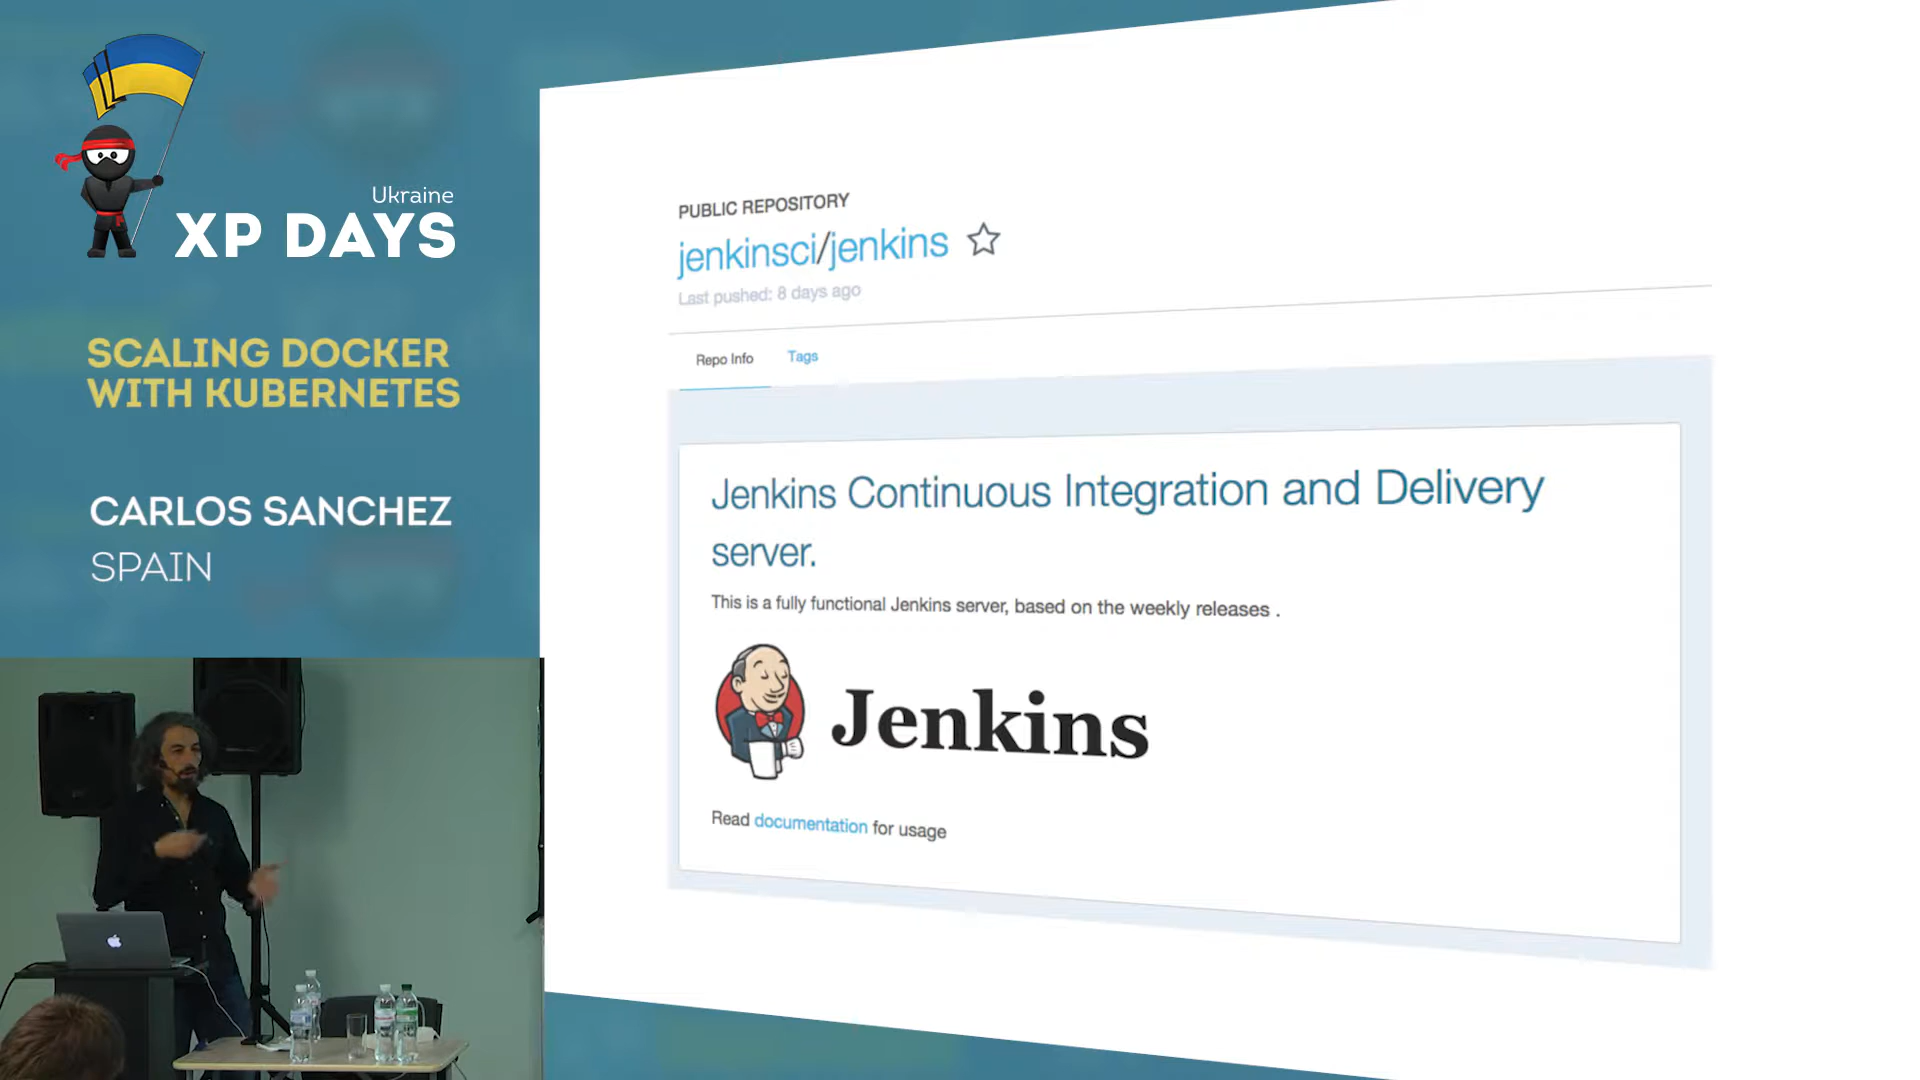 Ukraine
XP DAYS
SCALING DOCKER
WITH KUBERNETES
CARLOS SANCHEZ
SPAIN
PUBLIC REPOSITORY
jenkinsci/jenkins
Last pushed: 8 days ago
Repo Info
Tags
Jenkins Continuous Integration and Delivery
server.
This is a fully functional Jenkins server, based on the weekly releases .
Jenkins
Read documentation for usage